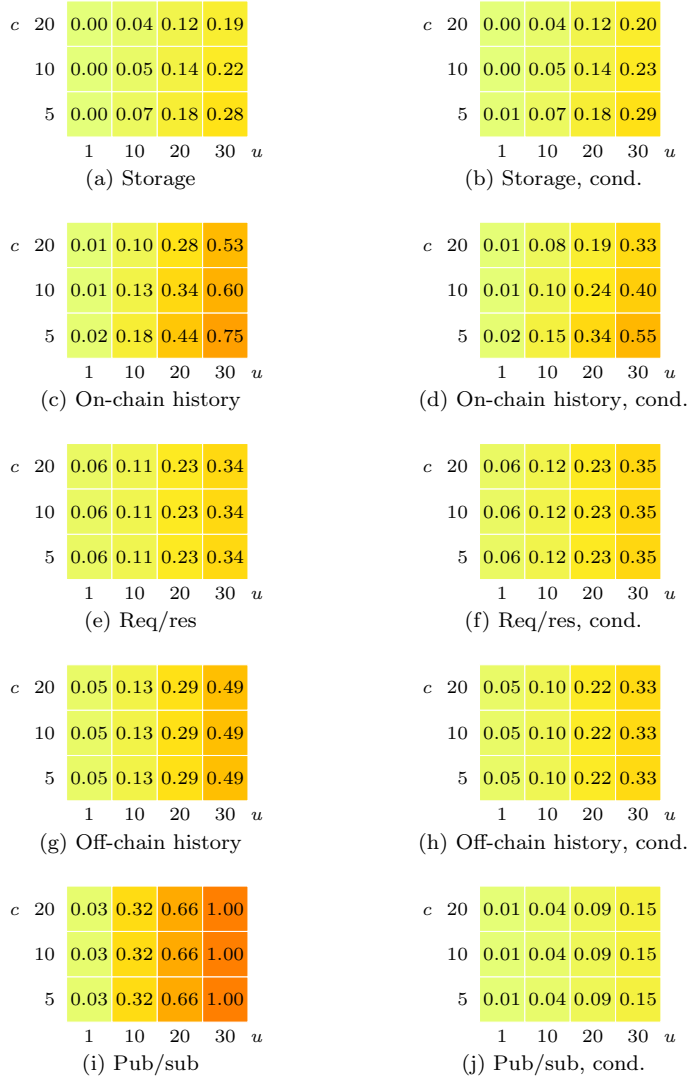 c 20 0.00 0.04 0.12 0.19
10 0.00 0.05 0.14 0.22
5 0.00 0.07 0.18 0.28
1 10 20 30 u
(a) Storage
c 20 0.00 0.04 0.12 0.20
10 0.00 0.05 0.14 0.23
5 0.01 0.07 0.18 0.29
1 10 20 30 u
(b) Storage, cond.
c 20 0.01 0.10 0.28 0.53
10 0.01 0.13 0.34 0.60
5 0.02 0.18 0.44 0.75
1 10 20 30 u
(c) On-chain history
c 20 0.01 0.08 0.19 0.33
10 0.01 0.10 0.24 0.40
5 0.02 0.15 0.34 0.55
1 10 20 30 u
(d) On-chain history, cond.
c 20 0.06 0.11 0.23 0.34
10 0.06 0.11 0.23 0.34
5 0.06 0.11 0.23 0.34
1 10 20 30 u
(e) Req/res
c 20 0.06 0.12 0.23 0.35
10 0.06 0.12 0.23 0.35
5 0.06 0.12 0.23 0.35
1 10 20 30 u
(f) Req/res, cond.
c 20 0.05 0.13 0.29 0.49
10 0.05 0.13 0.29 0.49
5 0.05 0.13 0.29 0.49
1 10 20 30 u
(g) Off-chain history
c 20 0.05 0.10 0.22 0.33
10 0.05 0.10 0.22 0.33
5 0.05 0.10 0.22 0.33
1 10 20 30 u
(h) Off-chain history, cond.
c 20 0.03 0.32 0.66 1.00
10 0.03 0.32 0.66 1.00
5 0.03 0.32 0.66 1.00
1 10 20 30 u
(i) Pub/sub
c 20 0.01 0.04 0.09 0.15
10 0.01 0.04 0.09 0.15
5 0.01 0.04 0.09 0.15
1 10 20 30 u
(j) Pub/sub, cond.